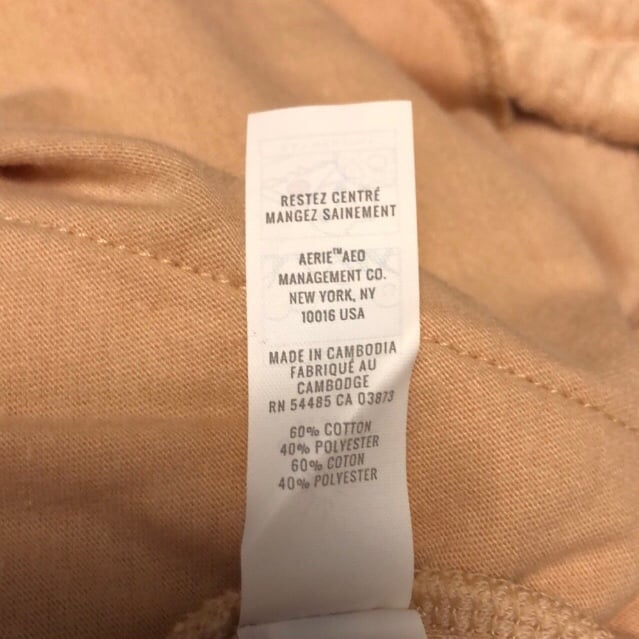 RESTEZ CENTRÉ
MANGEZ SAINEMENT
AERIE™AEO
MANAGEMENT CO.
NEW YORK, NY
10016 USA
MADE IN CAMBODIA
FABRIQUÉ AU
CAMBODGE
RN 54485 CA 03873
60% COTTON
40% POLYESTER
60% COTON
40% POLYESTER